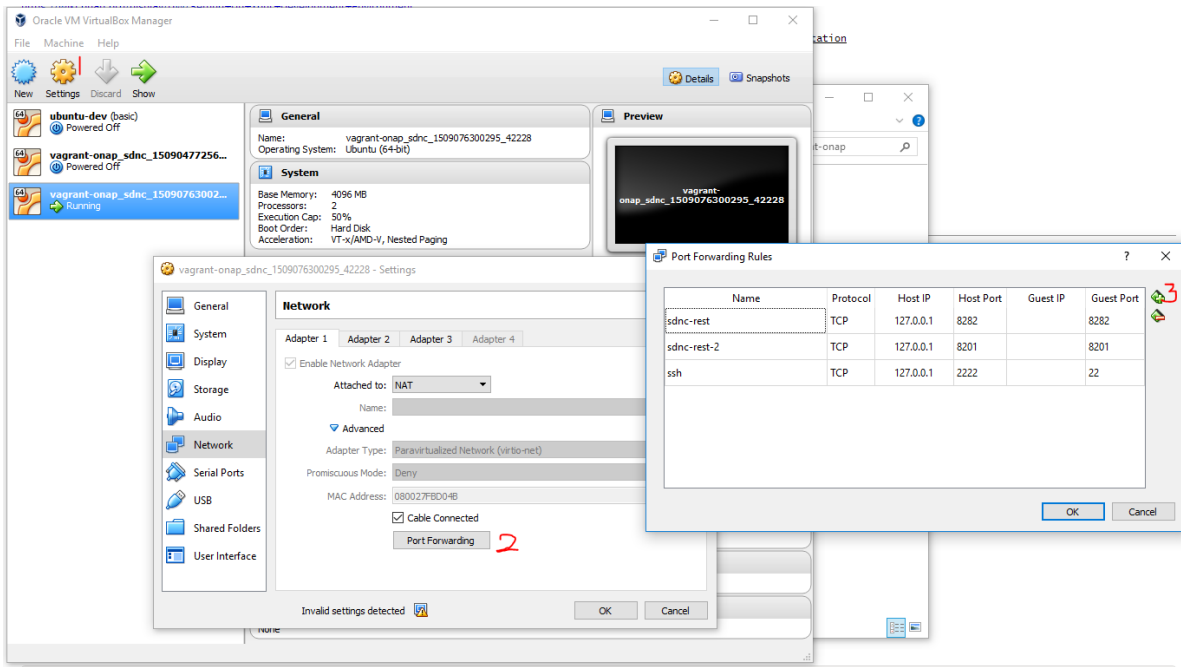 Oracle VM VirtualBox Manager
File Machine Help
1
New Settings Discard Show
Details Snapshots
ubuntu-dev (basic)
Powered Off
vagrant-onap_sdnc_15090477256...
Powered Off
vagrant-onap_sdnc_15090763002...
Running
General
Name: vagrant-onap_sdnc_1509076300295_42228
Operating System: Ubuntu (64-bit)
System
Base Memory: 4096 MB
Processors: 2
Execution Cap: 50%
Boot Order: Hard Disk
Acceleration: VT-x/AMD-V, Nested Paging
Preview
vagrant-
onap_sdnc_1509076300295_42228
tation
t-onap
vagrant-onap_sdnc_1509076300295_42228 - Settings
General
System
Display
Storage
Audio
Network
Serial Ports
USB
Shared Folders
User Interface
Network
Adapter 1 Adapter 2 Adapter 3 Adapter 4
Enable Network Adapter
Attached to: NAT
Name:
Advanced
Adapter Type: Paravirtualized Network (virtio-net)
Promiscuous Mode: Deny
MAC Address: 080027FBD04B
Cable Connected
Port Forwarding 2
Invalid settings detected
OK Cancel
None
Port Forwarding Rules
? 
Name Protocol Host IP Host Port Guest IP Guest Port
3
sdnc-rest TCP 127.0.0.1 8282 8282
sdnc-rest-2 TCP 127.0.0.1 8201 8201
ssh TCP 127.0.0.1 2222 22
OK Cancel